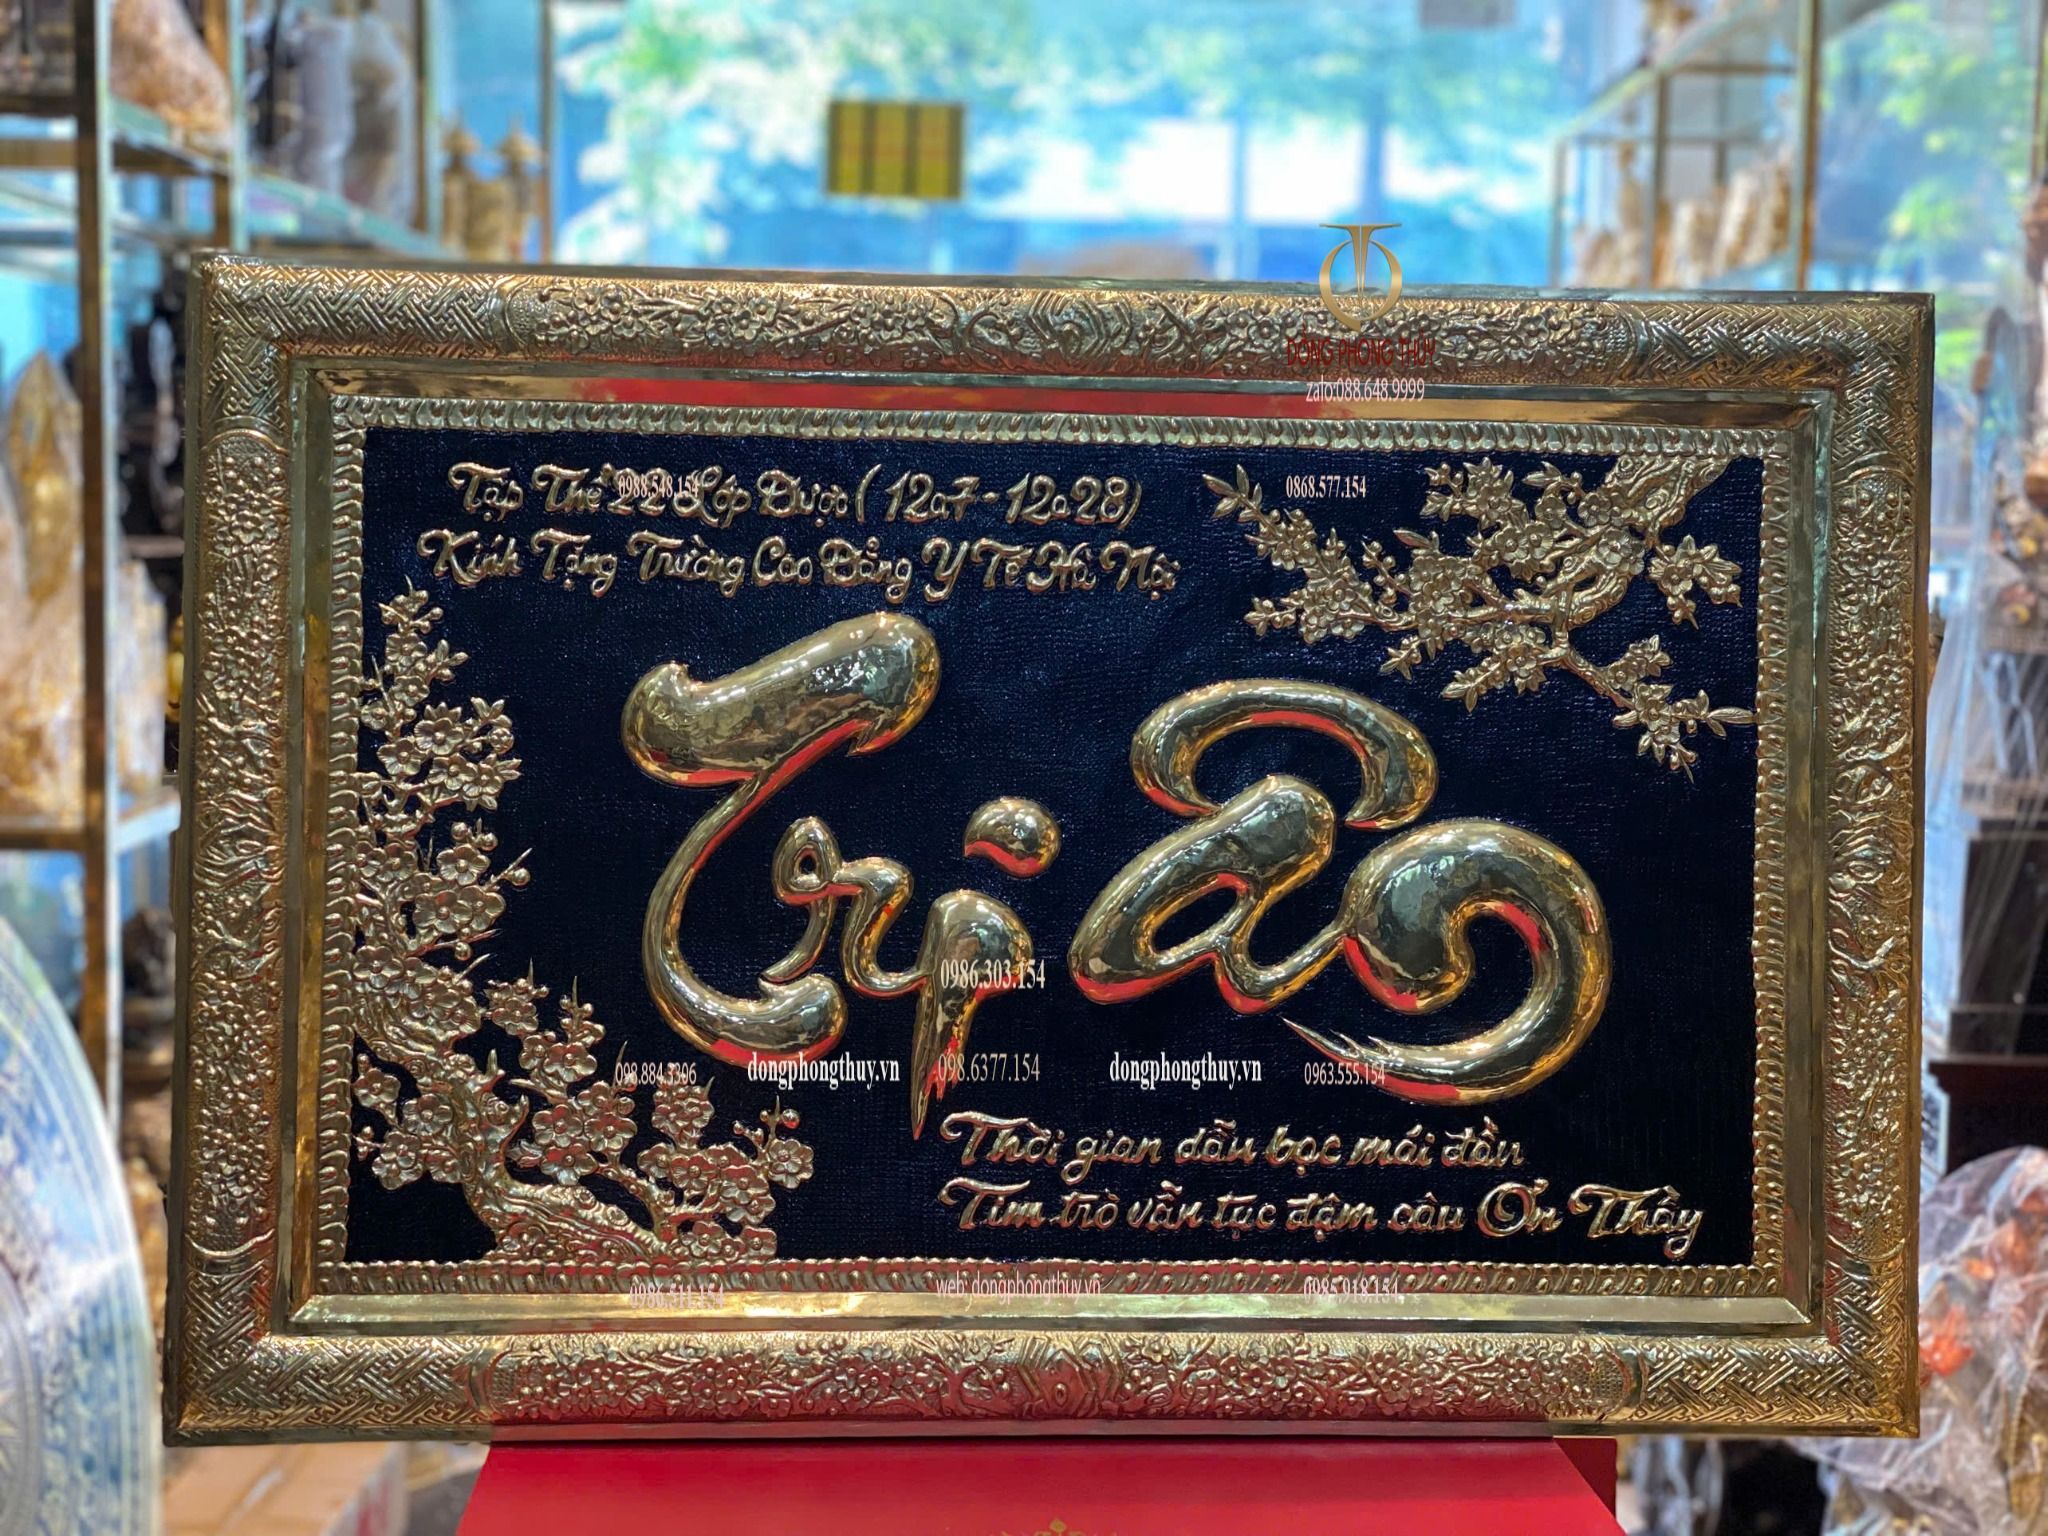 ĐỒNG PHONG THỦY
zalo:088.648.9999
Tập Thể 22 Lớp Dược (12a7 - 12a28)
0988.548.154
0868.577.154
Kính Tặng Trường Cao Đẳng Y Tế Hà Nội
Tri Ân
0986.303.154
098.884.3306
dongphongthuy.vn
098.6377.154
dongphongthuy.vn
0963.555.154
Thời gian dẫu bạc mái đầu
Tim trò vẫn tạc đậm câu Ơn Thầy
0986.511.154
web: dongphongthuy.vn
0985.918.154